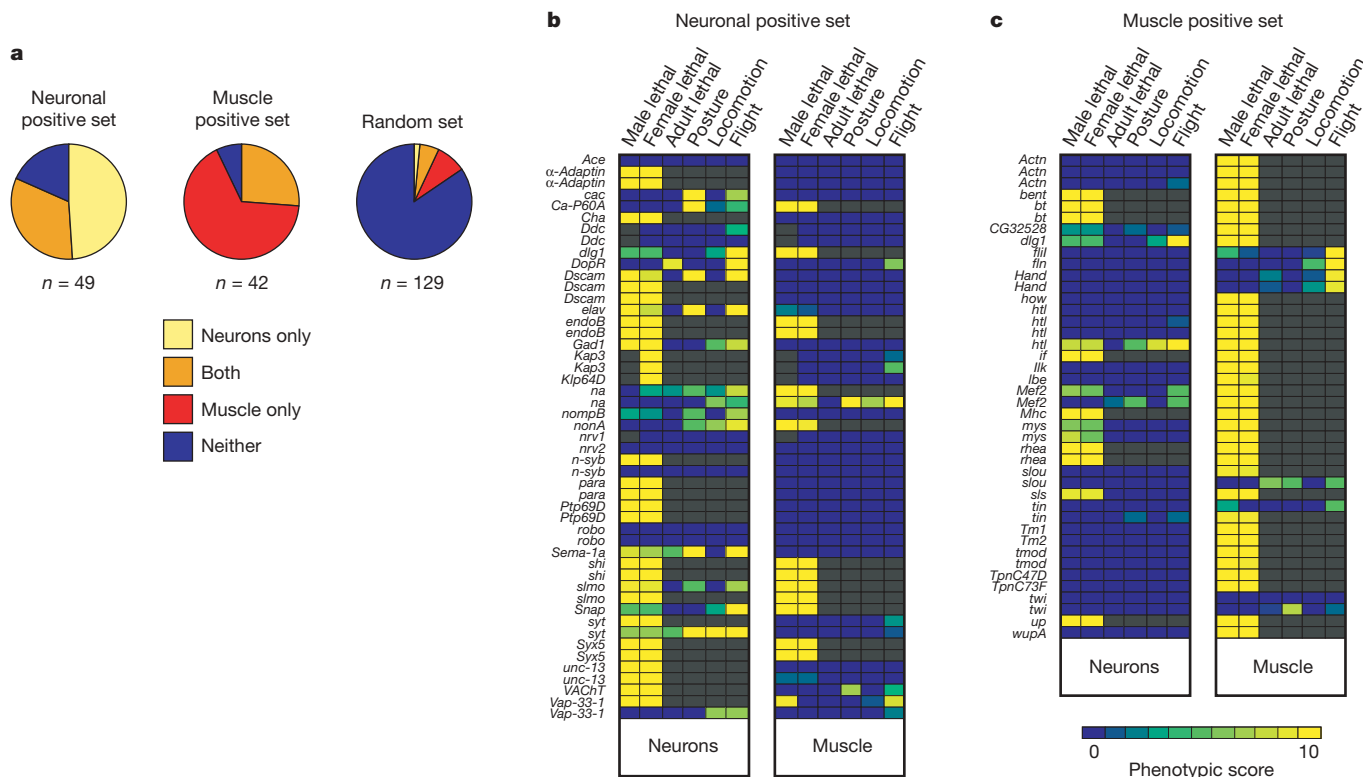 a
Neuronal positive set
Muscle positive set
Random set
n = 49
n = 42
n = 129
Neurons only
Both
Muscle only
Neither
b
Neuronal positive set
Male lethal
Female lethal
Adult lethal
Posture
Locomotion
Flight
Male lethal
Female lethal
Adult lethal
Posture
Locomotion
Flight
Ace
α-Adaptin
α-Adaptin
cac
Ca-P60A
Cha
Ddc
Ddc
dlg1
DopR
Dscam
Dscam
Dscam
elav
endoB
endoB
Gad1
Kap3
Kap3
Klp64D
na
na
nompB
nonA
nrv1
nrv2
n-syb
n-syb
para
para
Ptp69D
Ptp69D
robo
robo
Sema-1a
shi
shi
slmo
slmo
Snap
syt
syt
Syx5
Syx5
unc-13
unc-13
VAChT
Vap-33-1
Vap-33-1
Neurons
Muscle
c
Muscle positive set
Male lethal
Female lethal
Adult lethal
Posture
Locomotion
Flight
Male lethal
Female lethal
Adult lethal
Posture
Locomotion
Flight
Actn
Actn
Actn
bent
bt
bt
CG32528
dlg1
fliI
fln
Hand
Hand
how
htl
htl
htl
htl
if
Ilk
lbe
Mef2
Mef2
Mhc
mys
mys
rhea
rhea
slou
slou
sls
tin
tin
Tm1
Tm2
tmod
tmod
TpnC47D
TpnC73F
twi
twi
up
wupA
Neurons
Muscle
0
10
Phenotypic score